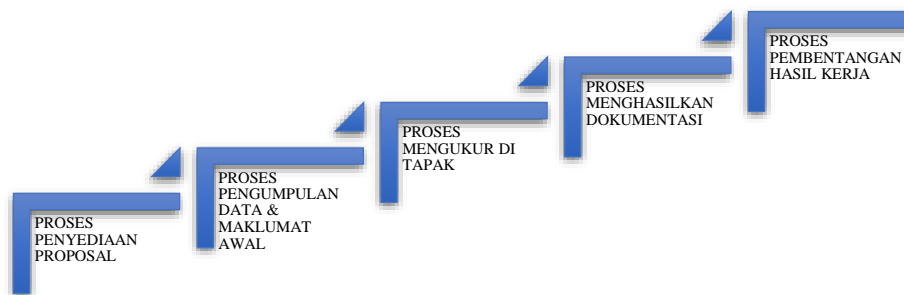 PROSES
PENYEDIAAN
PROPOSAL
PROSES
PENGUMPULAN
DATA &
MAKLUMAT
AWAL
PROSES
MENGUKUR DI
TAPAK
PROSES
MENGHASILKAN
DOKUMENTASI
PROSES
PEMBENTANGAN
HASIL KERJA